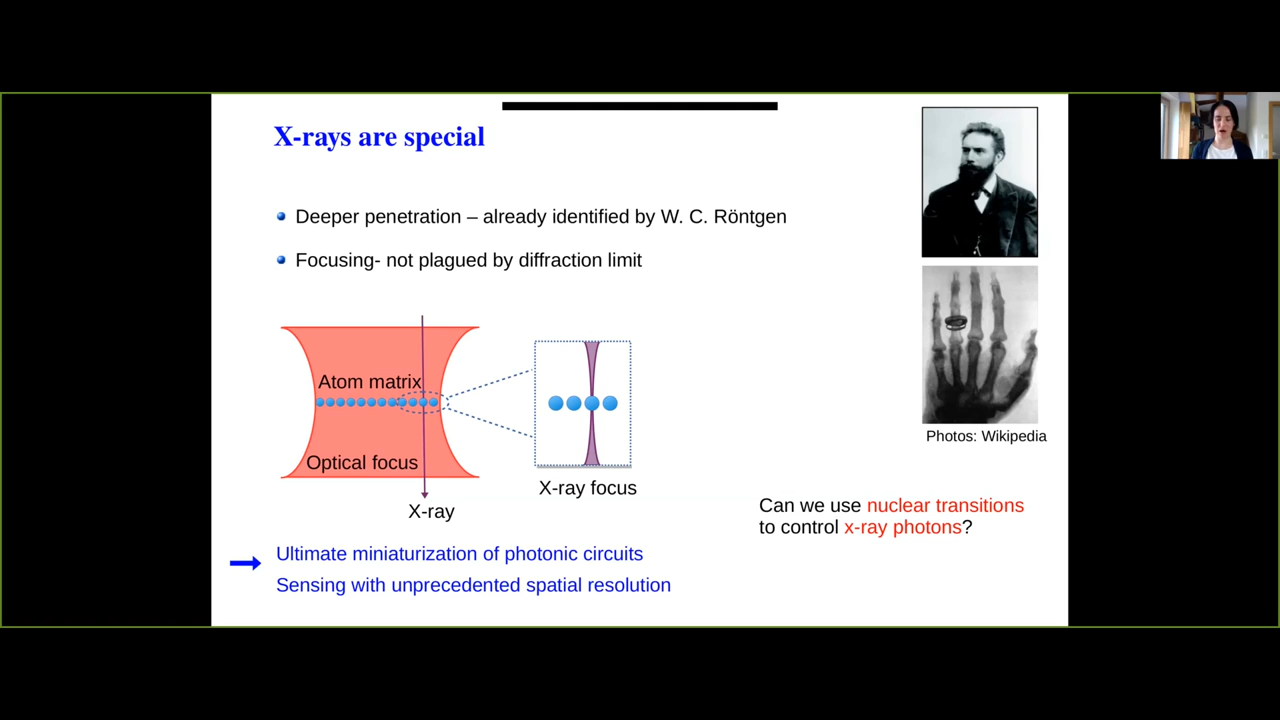 X-rays are special
Deeper penetration – already identified by W. C. Röntgen
Focusing- not plagued by diffraction limit
Atom matrix
Optical focus
X-ray
X-ray focus
Photos: Wikipedia
Can we use nuclear transitions
to control x-ray photons?
Ultimate miniaturization of photonic circuits
Sensing with unprecedented spatial resolution